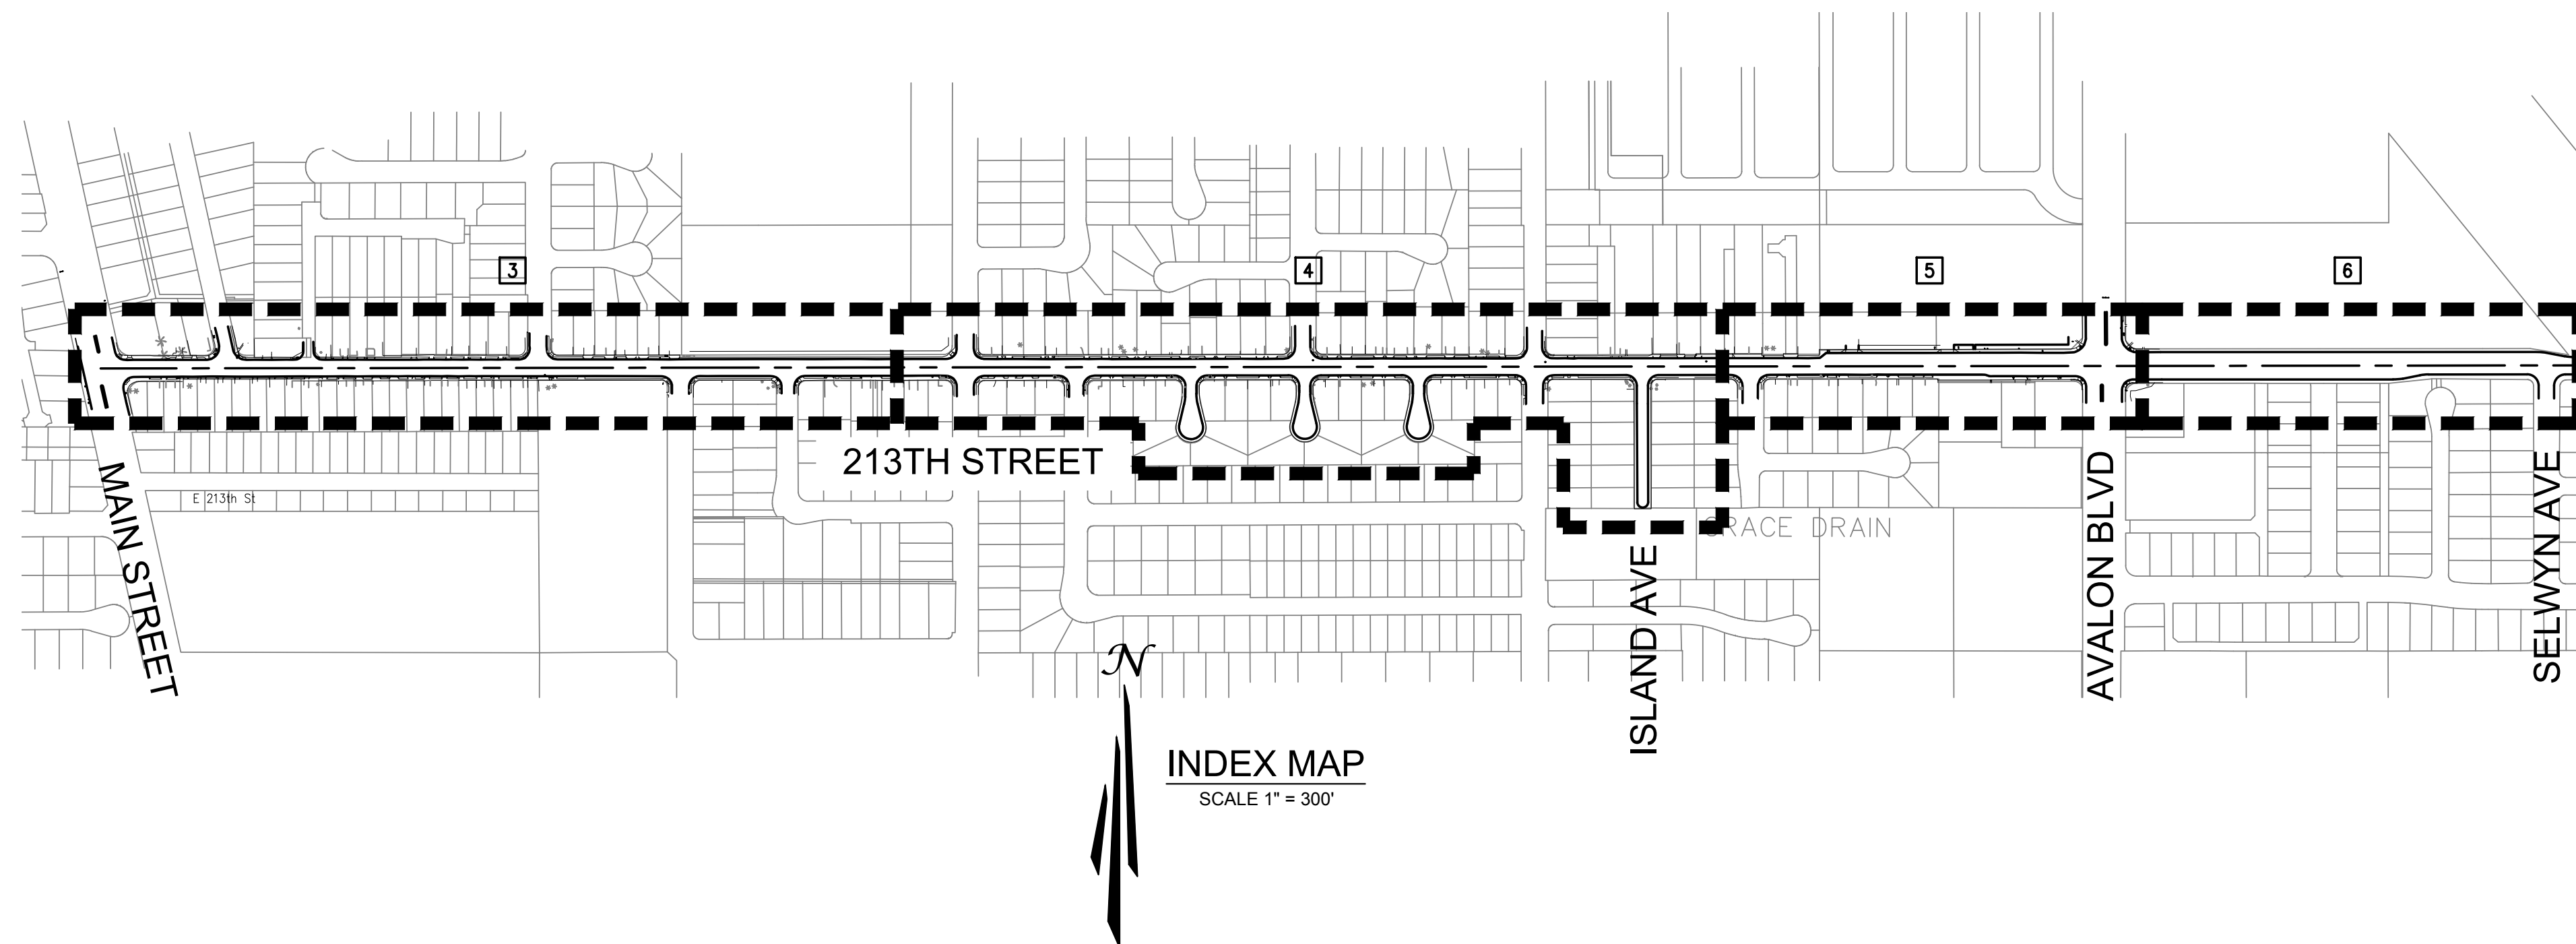 3
4
5
6
213TH STREET
E 213th St
MAIN STREET
GRACE DRAIN
ISLAND AVE
AVALON BLVD
SELWYN AVE
N
INDEX MAP
SCALE 1" = 300'